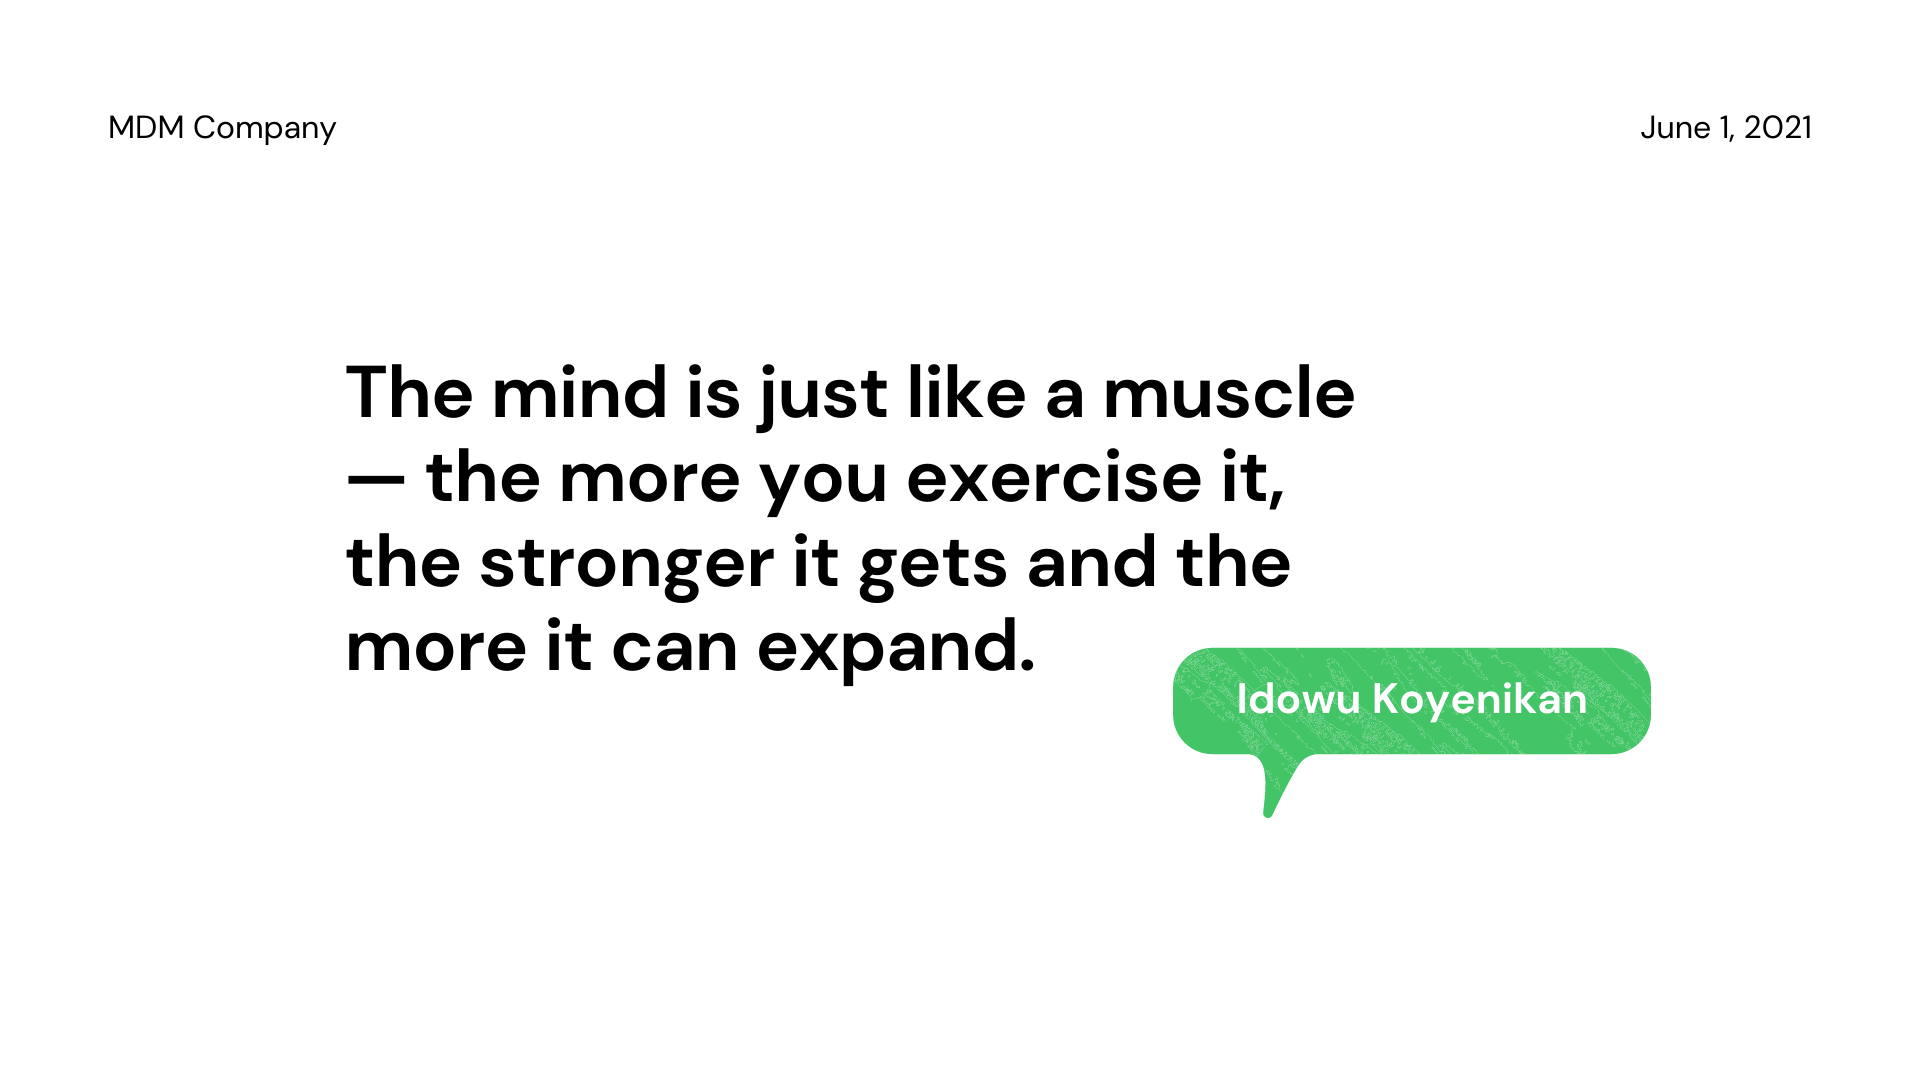 MDM Company
June 1, 2021
The mind is just like a muscle
— the more you exercise it,
the stronger it gets and the
more it can expand.
Idowu Koyenikan